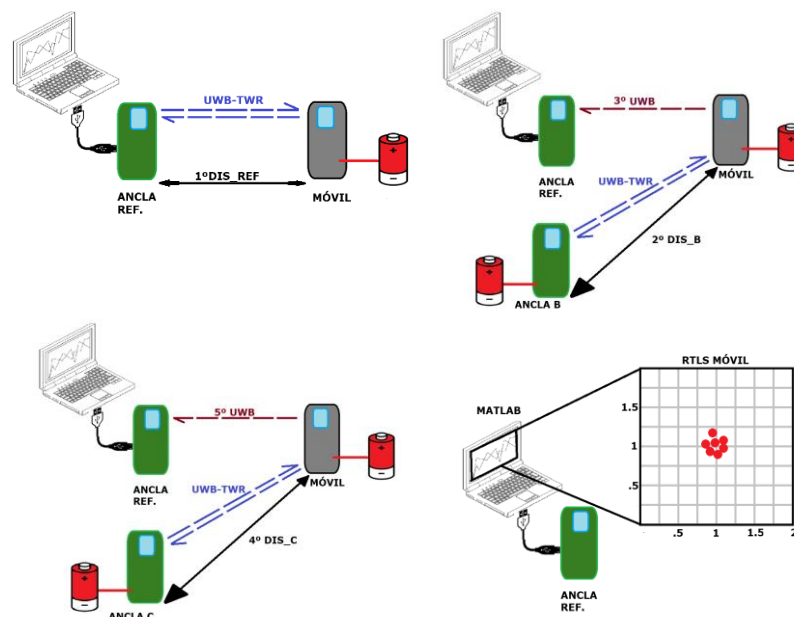 UWB-TWR
1ºDIS_REF
ANCLA
REF.
MÓVIL
+
−
3º UWB
ANCLA
REF.
MÓVIL
+
−
UWB-TWR
2º DIS_B
+
−
ANCLA B
5º UWB
ANCLA
REF.
MÓVIL
+
−
UWB-TWR
4º DIS_C
+
−
ANCLA C
RTLS MÓVIL
MATLAB
1.5
1
.5
.5 1 1.5 2
ANCLA
REF.